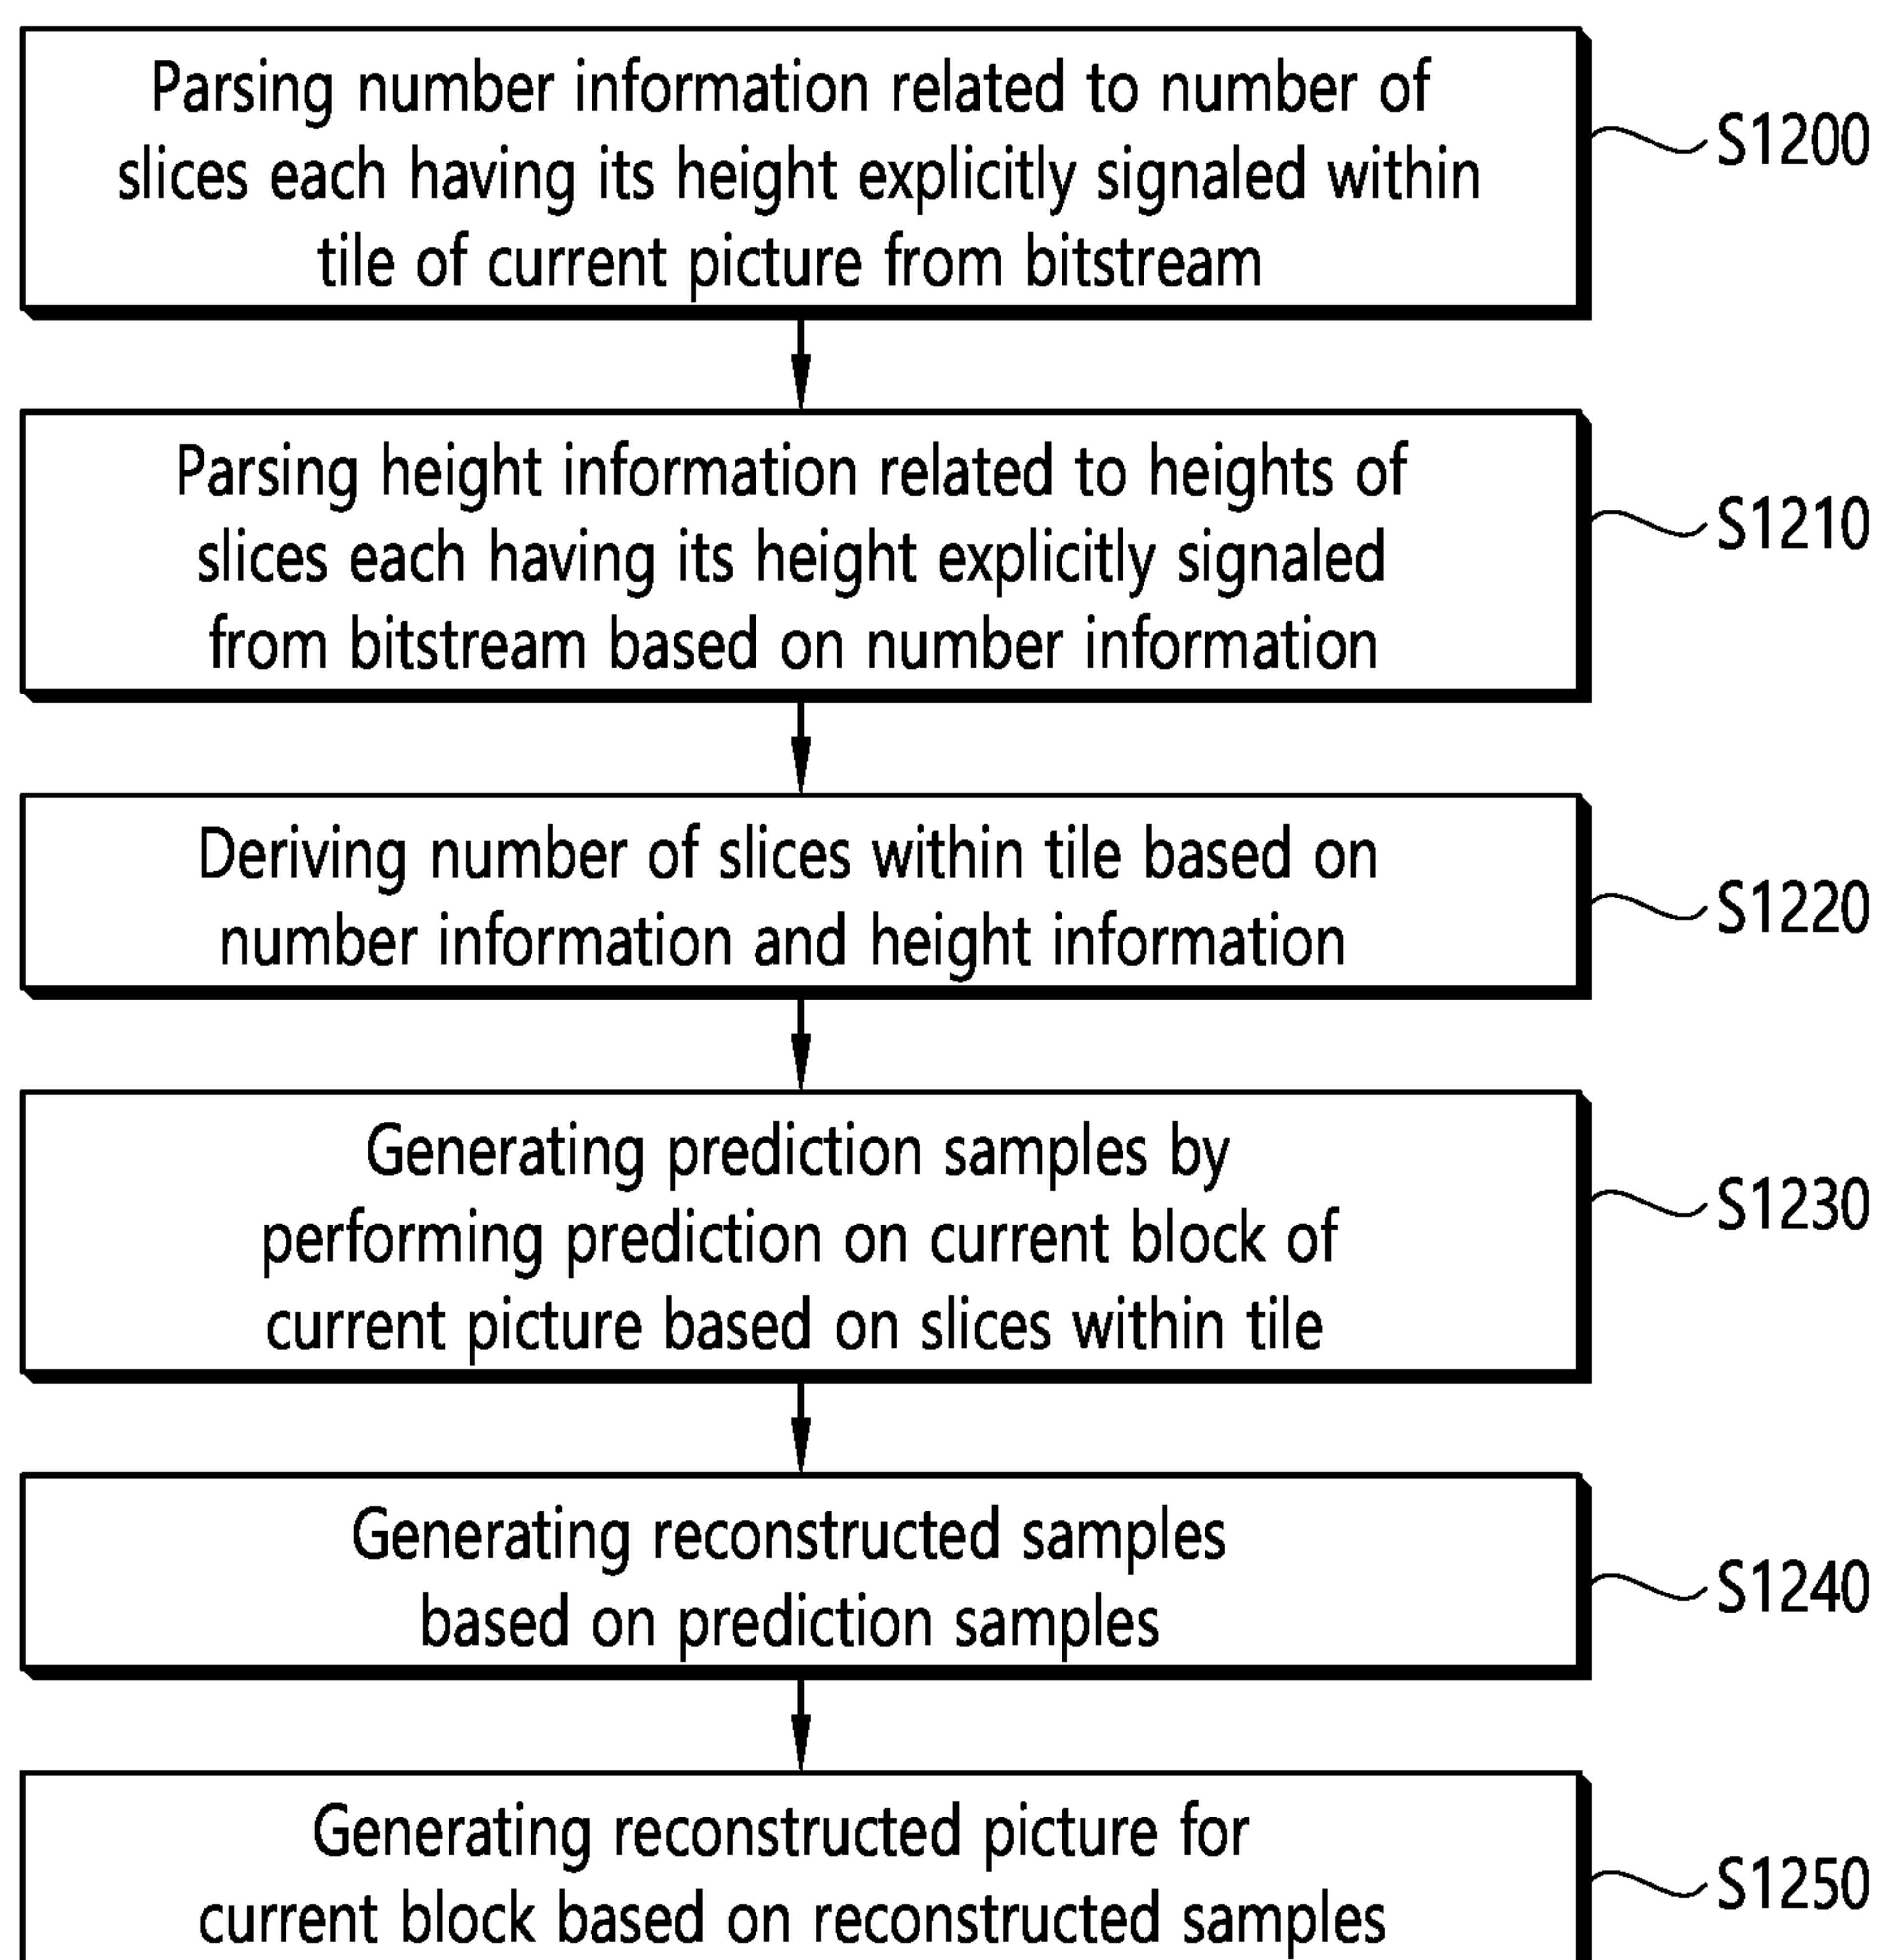 Parsing number information related to number of
slices each having its height explicitly signaled within
tile of current picture from bitstream
S1200
Parsing height information related to heights of
slices each having its height explicitly signaled
from bitstream based on number information
S1210
Deriving number of slices within tile based on
number information and height information
S1220
Generating prediction samples by
performing prediction on current block of
current picture based on slices within tile
S1230
Generating reconstructed samples
based on prediction samples
S1240
Generating reconstructed picture for
current block based on reconstructed samples
S1250